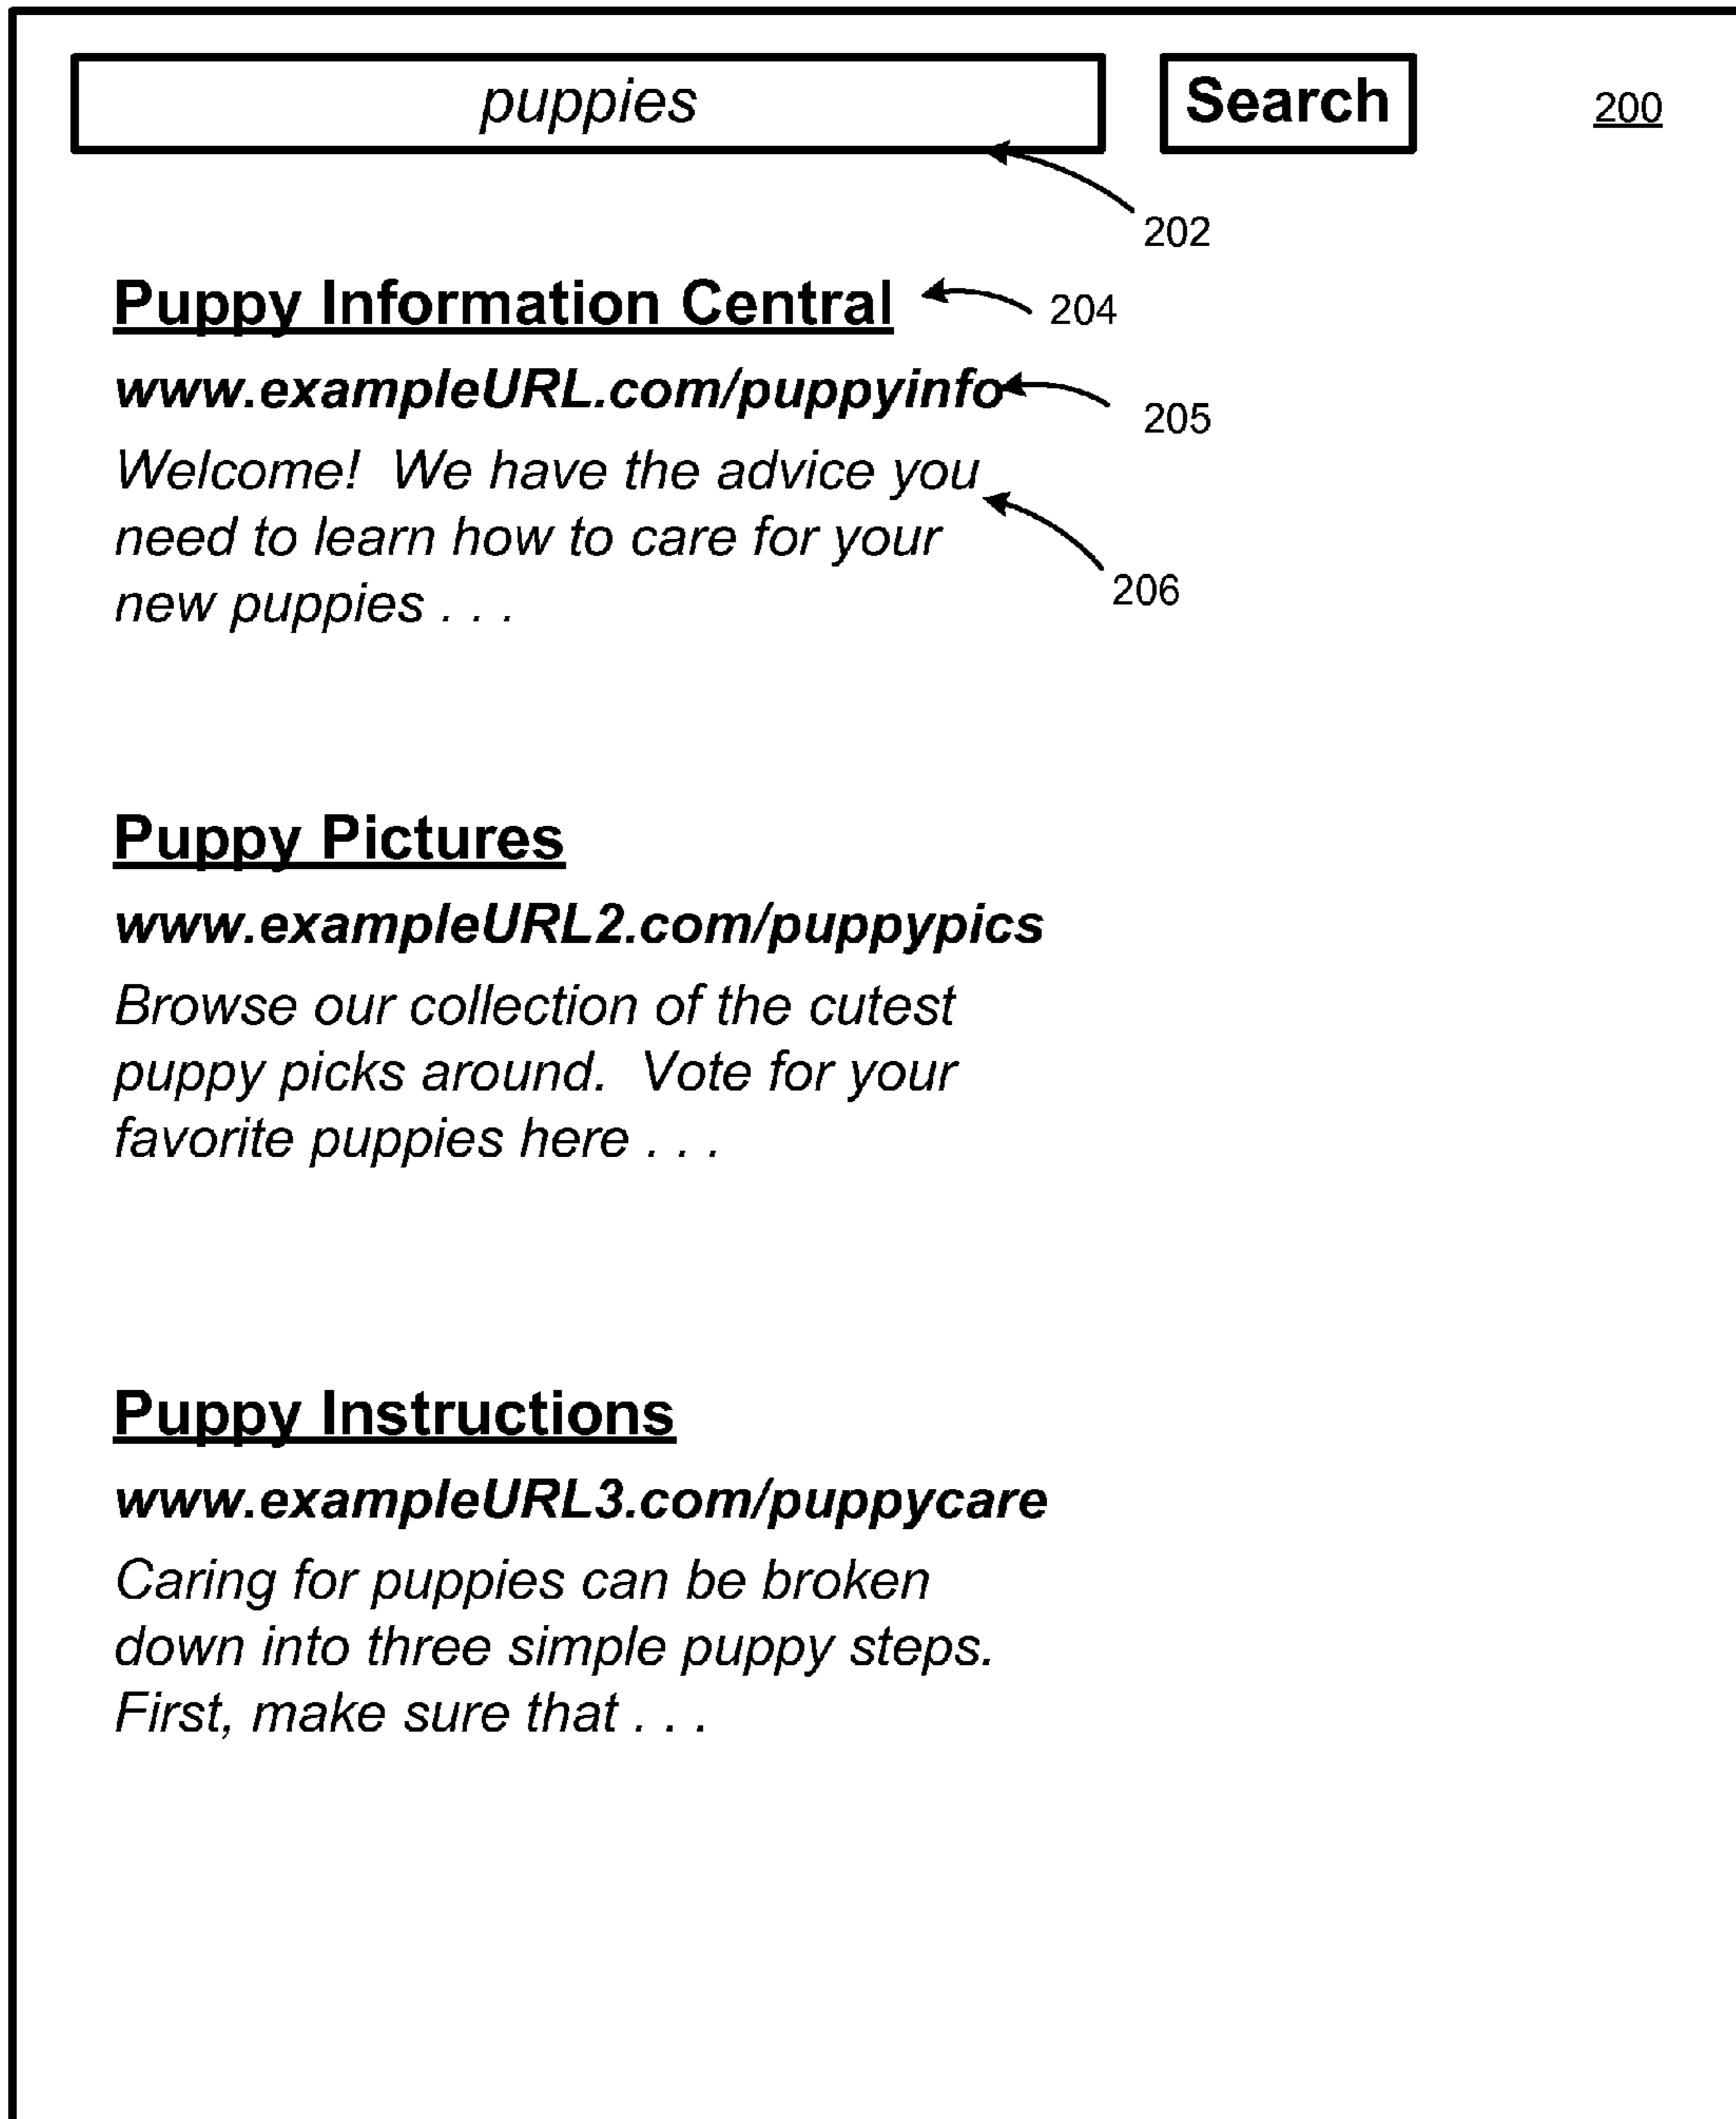 puppies Search 200
202
Puppy Information Central 204
www.exampleURL.com/puppyinfo 205
Welcome! We have the advice you
need to learn how to care for your
206
new puppies . . .
Puppy Pictures
www.exampleURL2.com/puppypics
Browse our collection of the cutest
puppy picks around. Vote for your
favorite puppies here . . .
Puppy Instructions
www.exampleURL3.com/puppycare
Caring for puppies can be broken
down into three simple puppy steps.
First, make sure that . . .